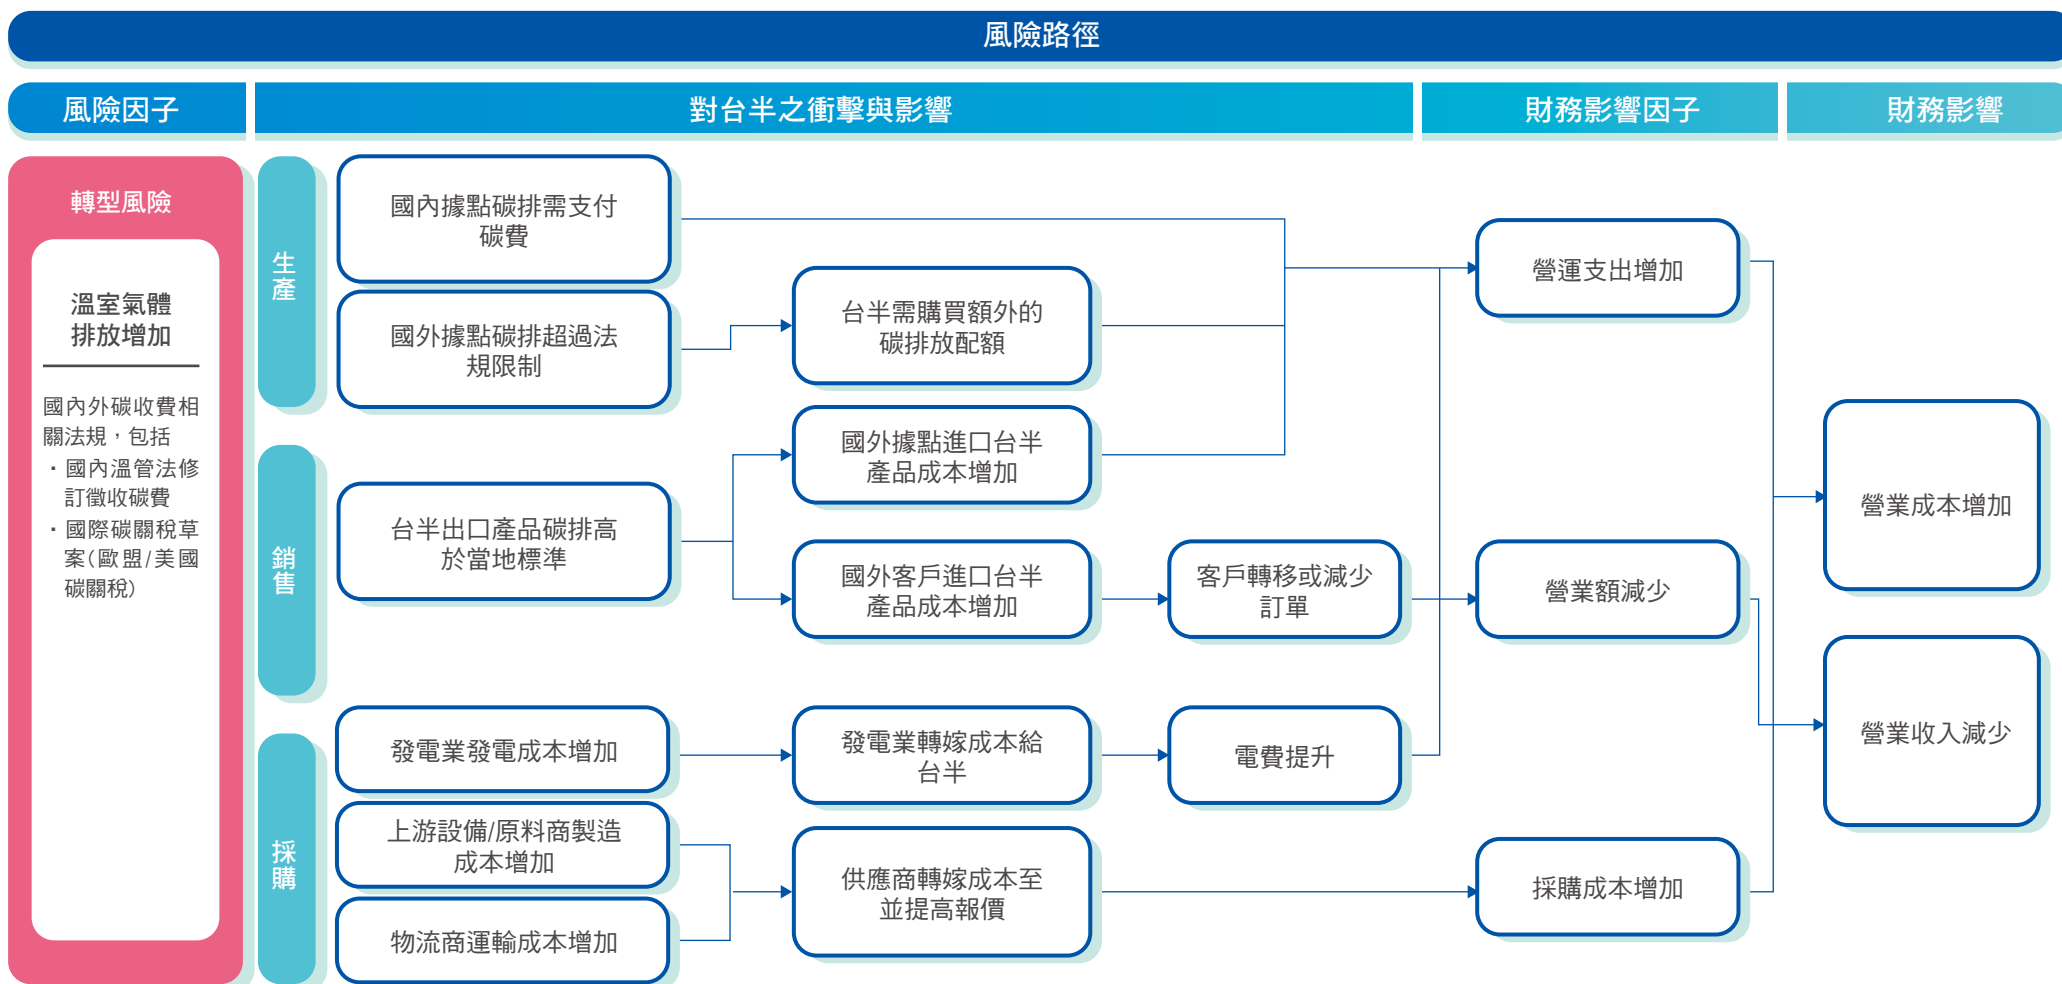 風險路徑
風險因子
對台半之衝擊與影響
財務影響因子
財務影響
轉型風險
溫室氣體
排放增加
國內外碳收費相
關法規，包括
・國內溫管法修
訂徵收碳費
・國際碳關稅草
案(歐盟/美國
碳關稅)
生產
國內據點碳排需支付
碳費
國外據點碳排超過法
規限制
台半需購買額外的
碳排放配額
銷售
台半出口產品碳排高
於當地標準
國外據點進口台半
產品成本增加
國外客戶進口台半
產品成本增加
客戶轉移或減少
訂單
採購
發電業發電成本增加
發電業轉嫁成本給
台半
電費提升
上游設備/原料商製造
成本增加
物流商運輸成本增加
供應商轉嫁成本至
並提高報價
營運支出增加
營業額減少
採購成本增加
營業成本增加
營業收入減少